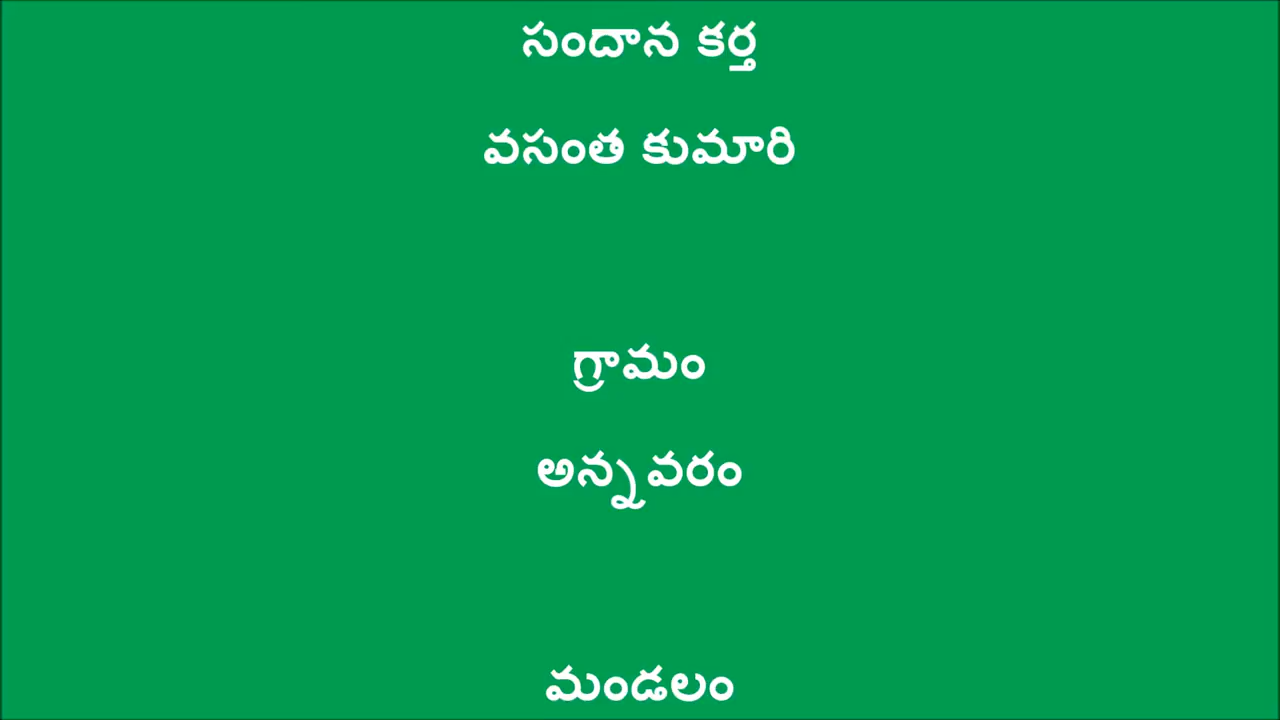 సందాన కర్త
వసంత కుమారి
గ్రామం
అన్నవరం
మండలం